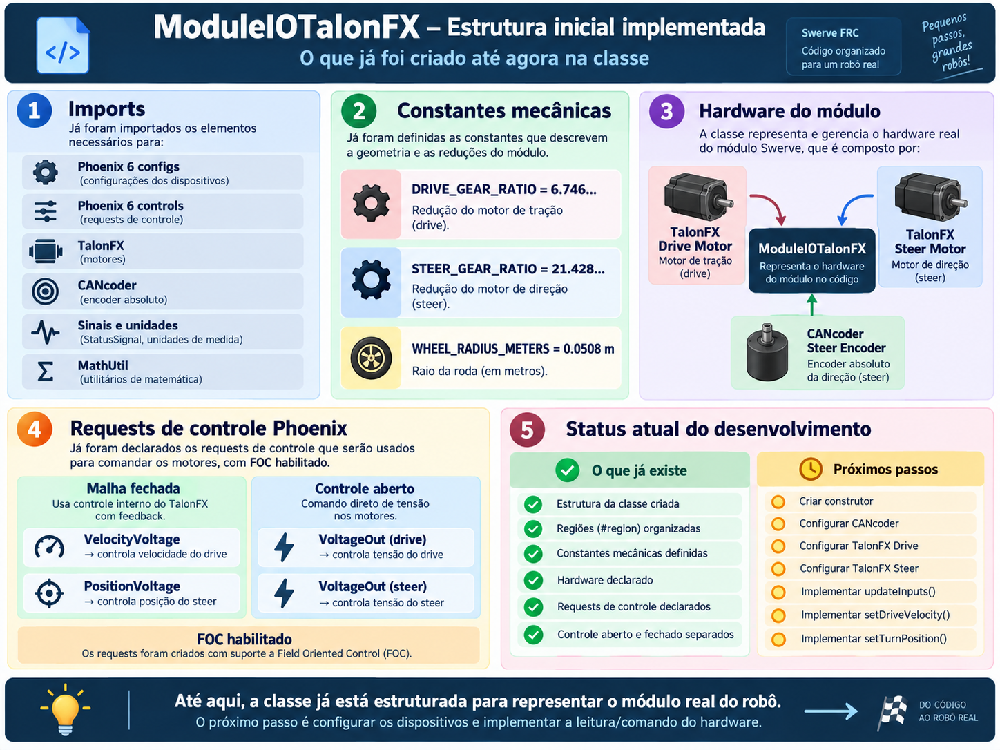 ModuleIOTalonFX – Estrutura inicial implementada
O que já foi criado até agora na classe
Swerve FRC
Código organizado
para um robô real
Pequenos
passos,
grandes
robôs!
</>
1
Imports
Já foram importados os elementos
necessários para:
Phoenix 6 configs
(configurações dos dispositivos)
Phoenix 6 controls
(requests de controle)
TalonFX
(motores)
CANcoder
(encoder absoluto)
Sinais e unidades
(StatusSignal, unidades de medida)
Σ
MathUtil
(utilitários de matemática)
2
Constantes mecânicas
Já foram definidas as constantes que descrevem
a geometria e as reduções do módulo.
DRIVE_GEAR_RATIO = 6.746...
Redução do motor de tração
(drive).
STEER_GEAR_RATIO = 21.428...
Redução do motor de direção
(steer).
WHEEL_RADIUS_METERS = 0.0508 m
Raio da roda (em metros).
3
Hardware do módulo
A classe representa e gerencia o hardware real
do módulo Swerve, que é composto por:
TalonFX
Drive Motor
Motor de tração
(drive)
ModuleIOTalonFX
Representa o hardware
do módulo no código
TalonFX
Steer Motor
Motor de direção
(steer)
CANcoder
Steer Encoder
Encoder absoluto
da direção (steer)
4
Requests de controle Phoenix
Já foram declarados os requests de controle que serão usados
para comandar os motores, com FOC habilitado.
Malha fechada
Usa controle interno do TalonFX
com feedback.
VelocityVoltage
→ controla velocidade do drive
PositionVoltage
→ controla posição do steer
Controle aberto
Comando direto de tensão
nos motores.
VoltageOut (drive)
→ controla tensão do drive
VoltageOut (steer)
→ controla tensão do steer
FOC habilitado
Os requests foram criados com suporte a Field Oriented Control (FOC).
5
Status atual do desenvolvimento
O que já existe
Estrutura da classe criada
Regiões (#region) organizadas
Constantes mecânicas definidas
Hardware declarado
Requests de controle declarados
Controle aberto e fechado separados
Próximos passos
Criar construtor
Configurar CANcoder
Configurar TalonFX Drive
Configurar TalonFX Steer
Implementar updateInputs()
Implementar setDriveVelocity()
Implementar setTurnPosition()
Até aqui, a classe já está estruturada para representar o módulo real do robô.
O próximo passo é configurar os dispositivos e implementar a leitura/comando do hardware.
DO CÓDIGO
AO ROBÔ REAL